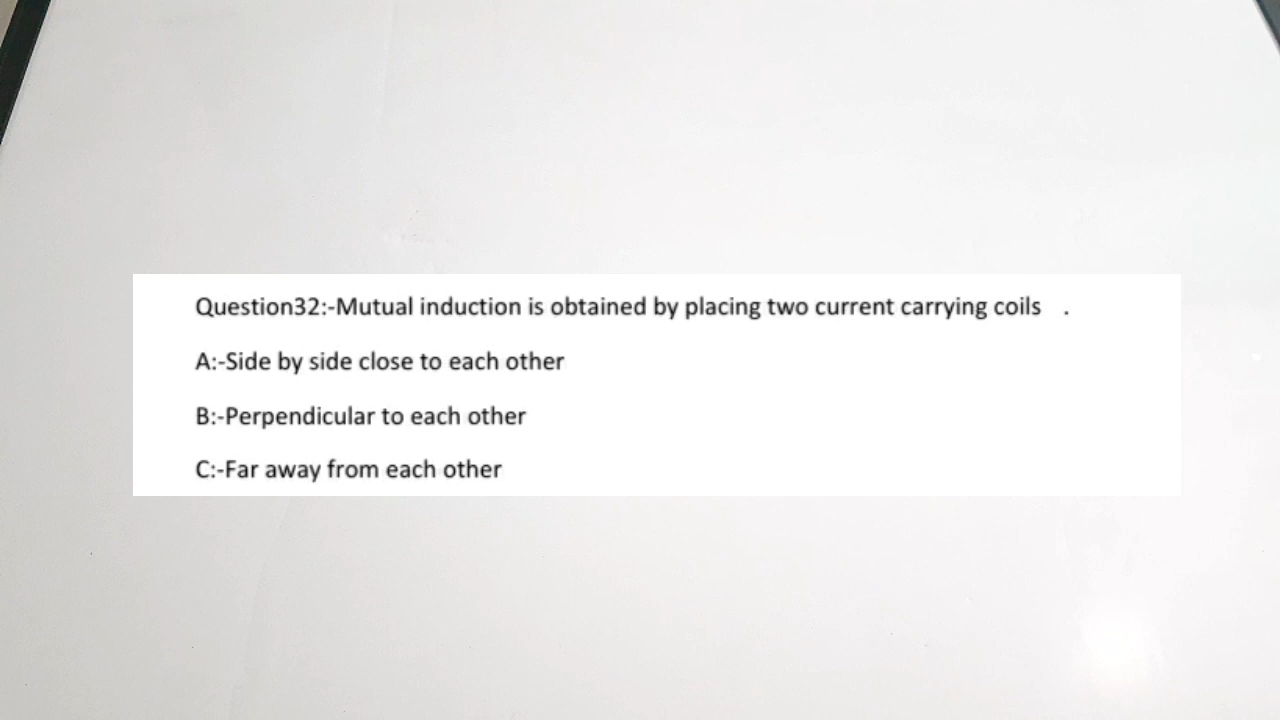 Question32:-Mutual induction is obtained by placing two current carrying coils .
A:-Side by side close to each other
B:-Perpendicular to each other
C:-Far away from each other